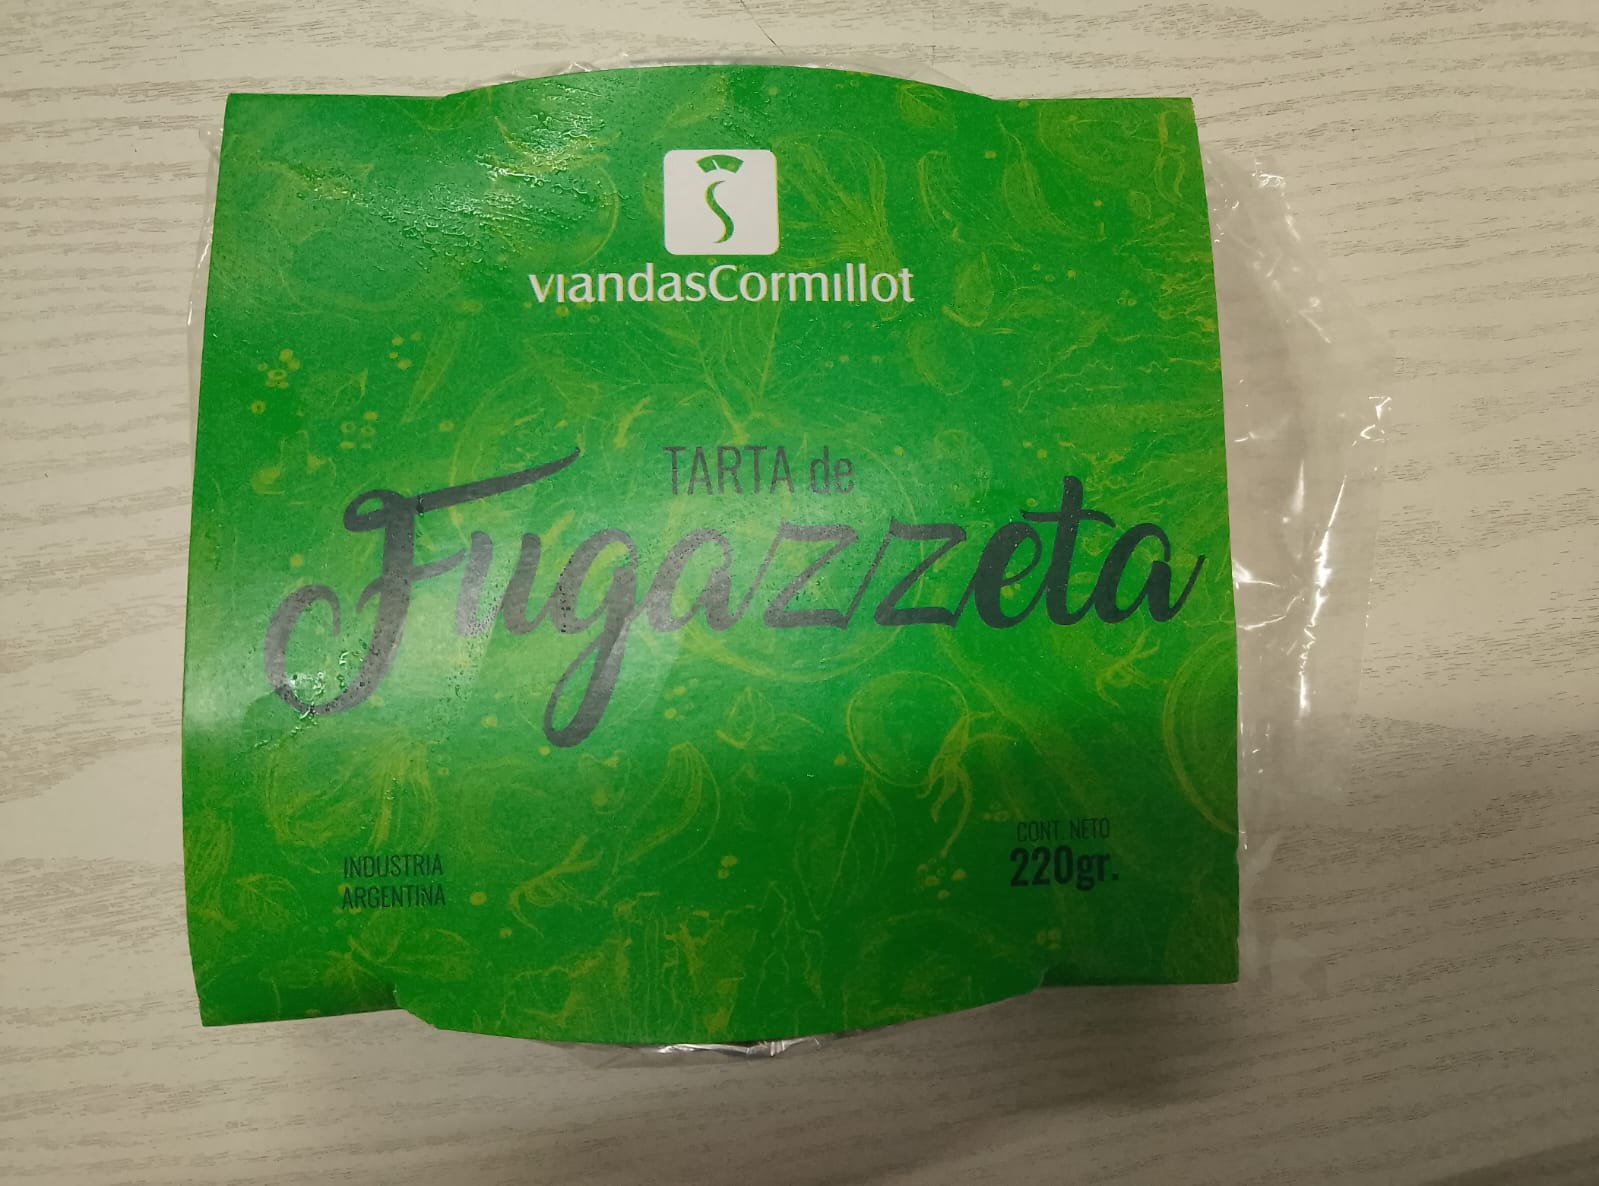 viandasCormillot
TARTA de
Fugazzeta
INDUSTRIA
ARGENTINA
CONT. NETO
220gr.